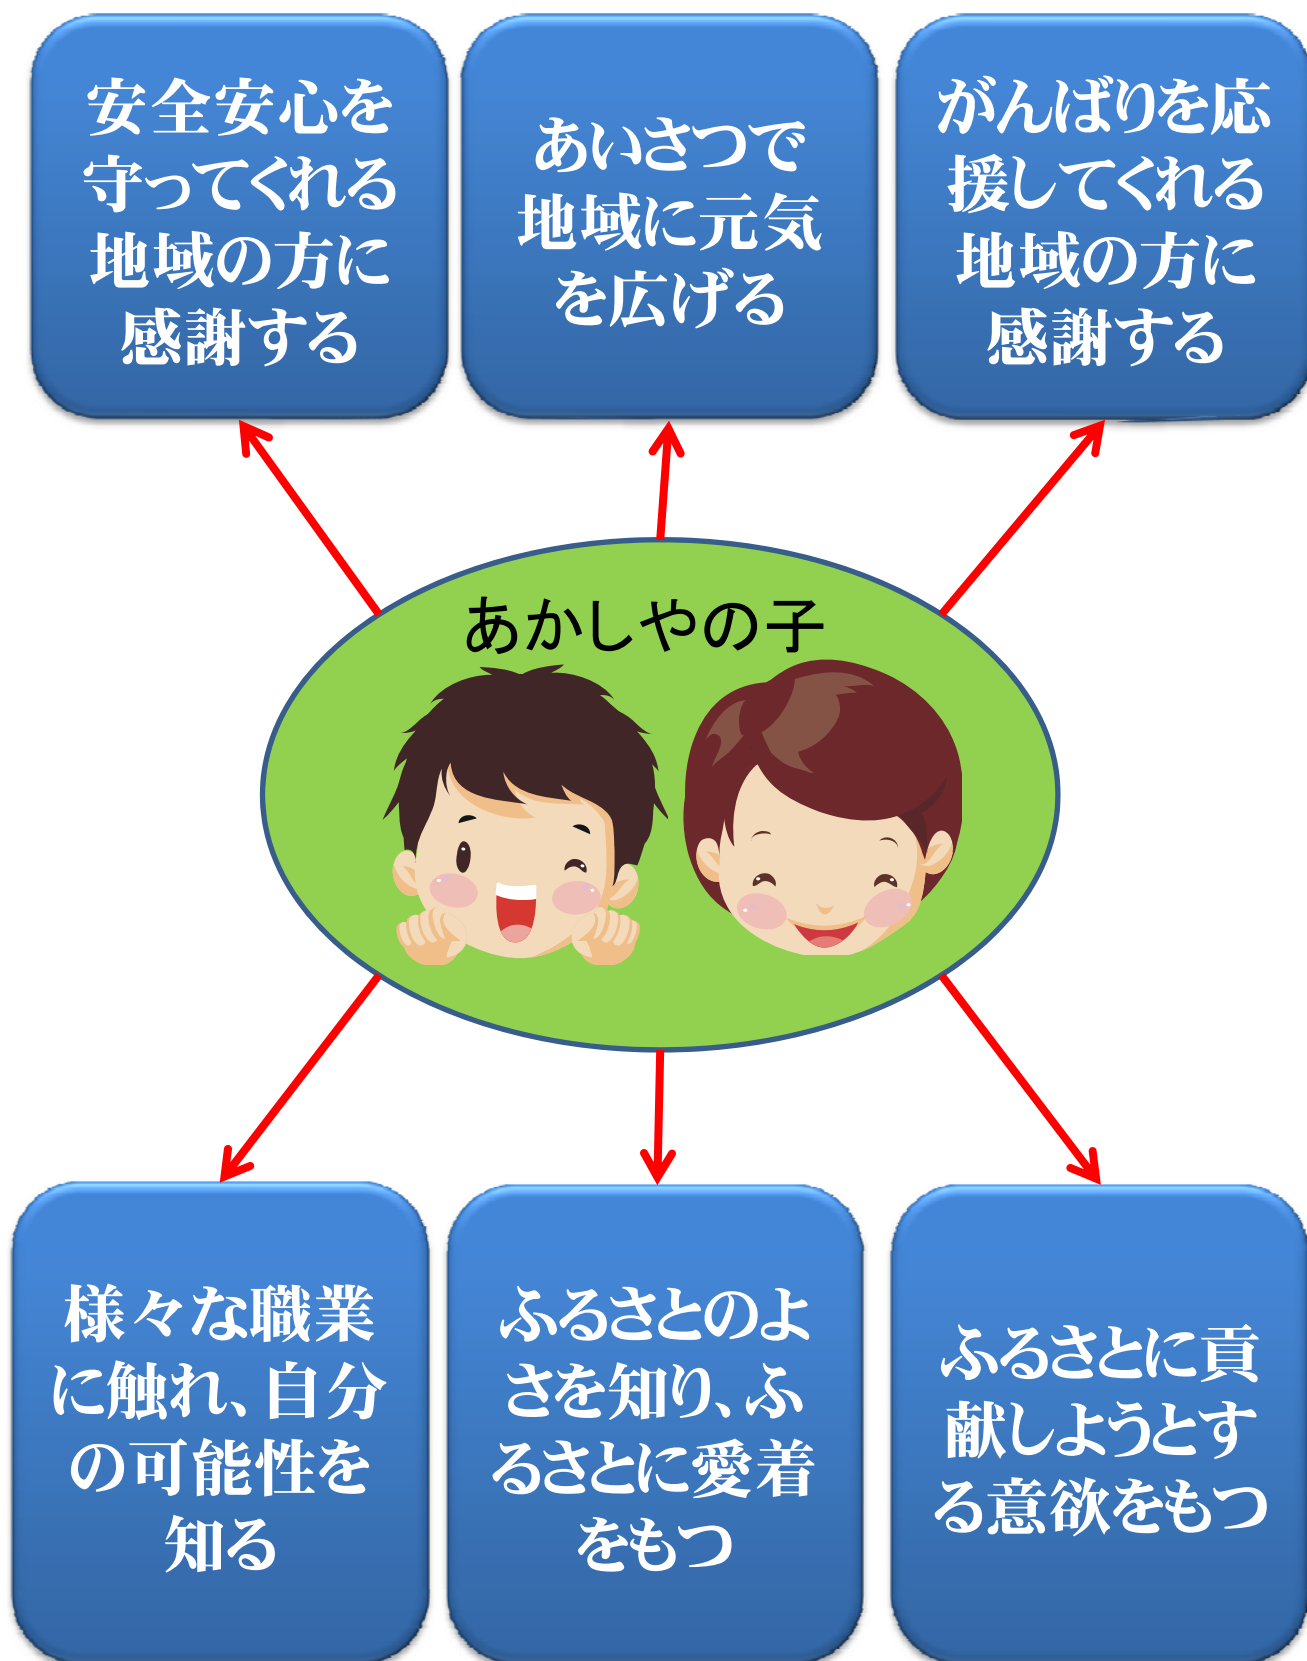 安全安心を
守ってくれる
地域の方に
感謝する
あいさつで
地域に元気
を広げる
がんばりを応
援してくれる
地域の方に
感謝する
あかしやの子
様々な職業
に触れ、自分
の可能性を
知る
ふるさとのよ
さを知り、ふ
るさとに愛着
をもつ
ふるさとに貢
献しようとす
る意欲をもつ